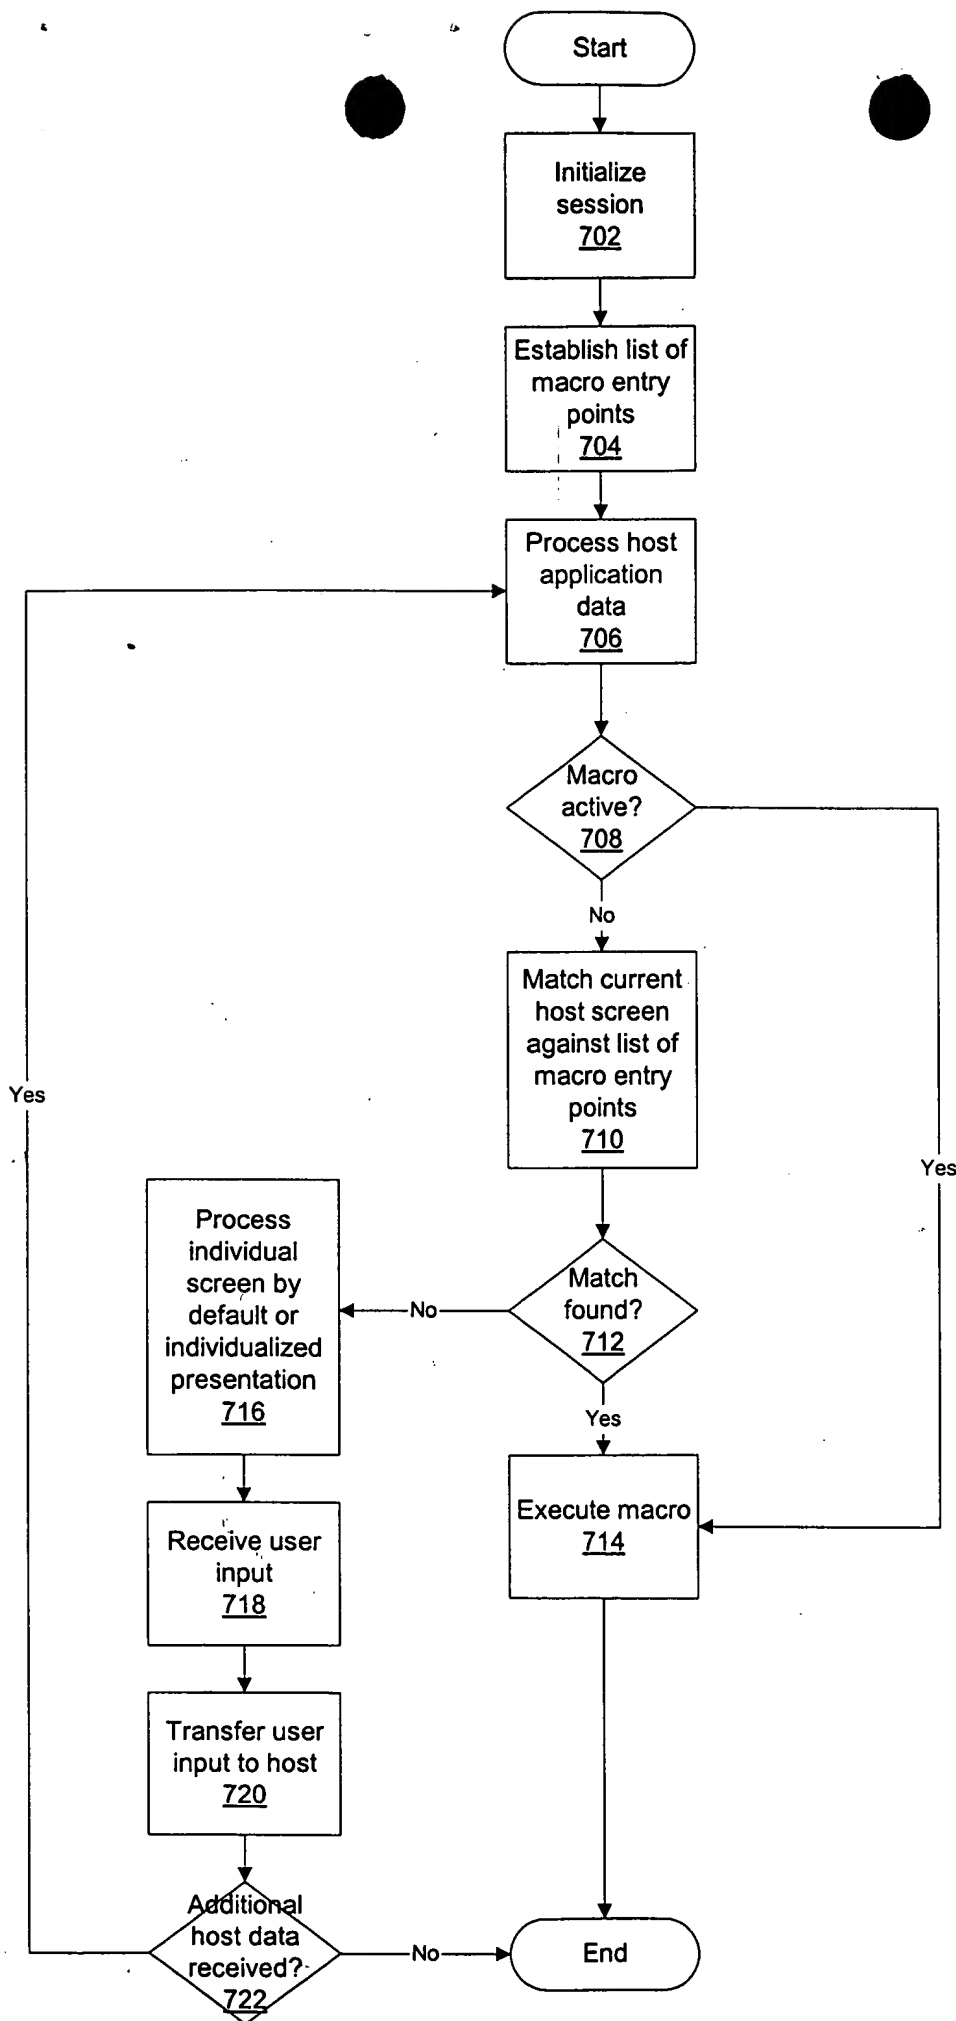 Start
Initialize
session
702
Establish list of
macro entry
points
704
Process host
application
data
706
Macro
active?
708
No
Yes
Match current
host screen
against list of
macro entry
points
710
Match
found?
712
No
Yes
Process
individual
screen by
default or
individualized
presentation
716
Execute macro
714
Receive user
input
718
Transfer user
input to host
720
Additional
host data
received?
722
No
Yes
End